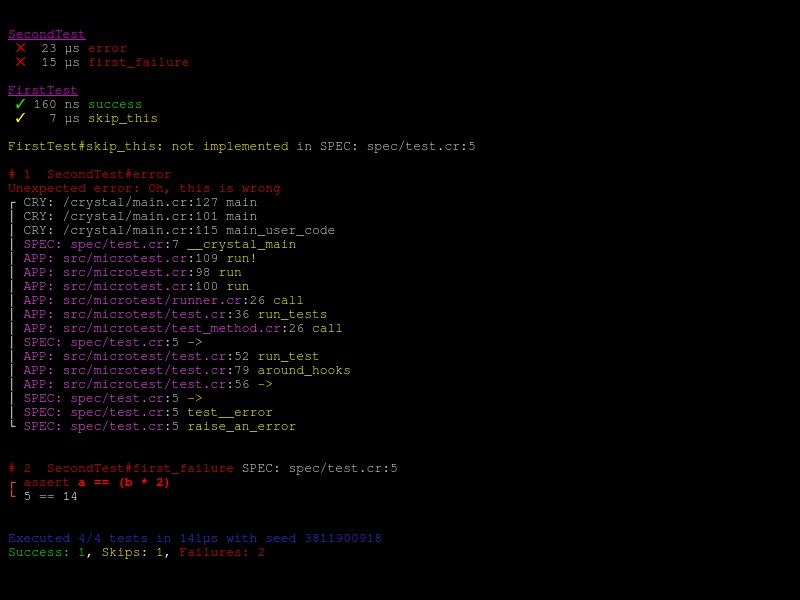 SecondTest
✕ 23 µs error
✕ 15 µs first_failure
FirstTest
✓ 160 ns success
✓ 7 µs skip_this
FirstTest#skip_this: not implemented in SPEC: spec/test.cr:5
# 1 SecondTest#error
Unexpected error: Oh, this is wrong
┌ CRY: /crystal/main.cr:127 main
│ CRY: /crystal/main.cr:101 main
│ CRY: /crystal/main.cr:115 main_user_code
│ SPEC: spec/test.cr:7 __crystal_main
│ APP: src/microtest.cr:109 run!
│ APP: src/microtest.cr:98 run
│ APP: src/microtest.cr:100 run
│ APP: src/microtest/runner.cr:26 call
│ APP: src/microtest/test.cr:36 run_tests
│ APP: src/microtest/test_method.cr:26 call
│ SPEC: spec/test.cr:5 ->
│ APP: src/microtest/test.cr:52 run_test
│ APP: src/microtest/test.cr:79 around_hooks
│ APP: src/microtest/test.cr:56 ->
│ SPEC: spec/test.cr:5 ->
│ SPEC: spec/test.cr:5 test__error
└ SPEC: spec/test.cr:5 raise_an_error
# 2 SecondTest#first_failure SPEC: spec/test.cr:5
┌ assert a == (b * 2)
└ 5 == 14
Executed 4/4 tests in 141µs with seed 3811900918
Success: 1, Skips: 1, Failures: 2